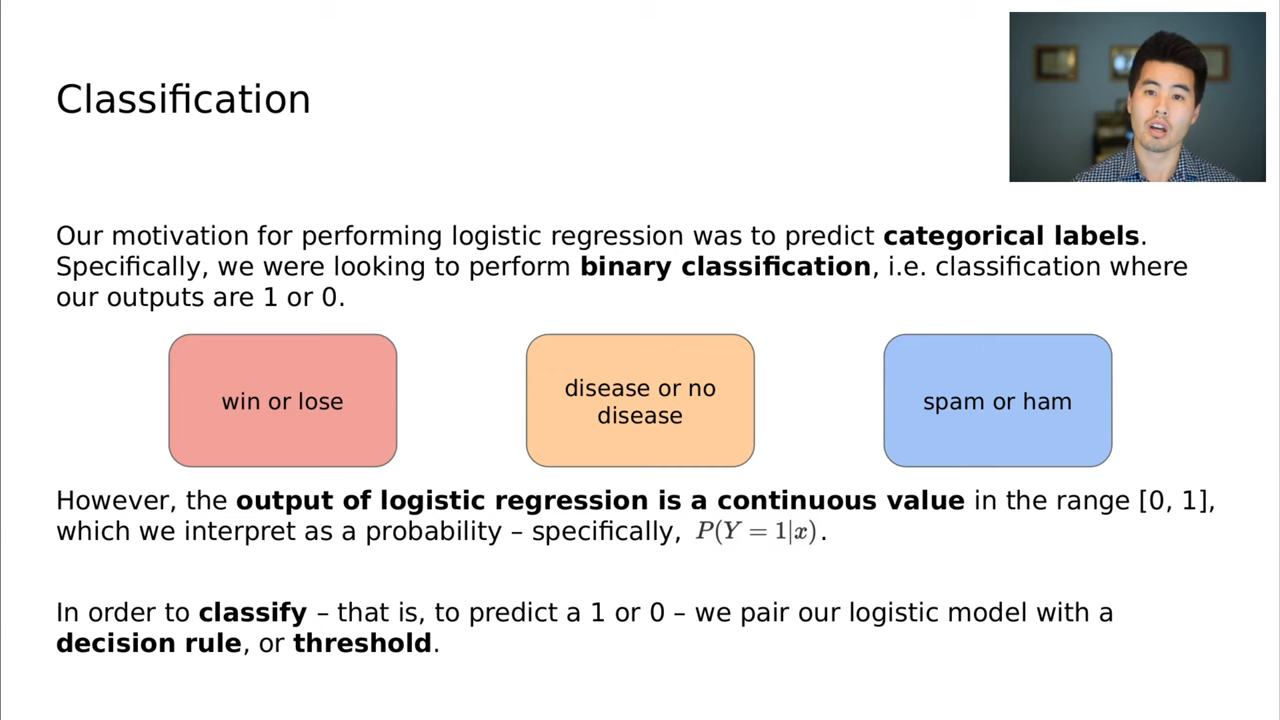 Classification
Our motivation for performing logistic regression was to predict categorical labels.
Specifically, we were looking to perform binary classification, i.e. classification where
our outputs are 1 or 0.
win or lose
disease or no
disease
spam or ham
However, the output of logistic regression is a continuous value in the range [0, 1],
which we interpret as a probability – specifically, P(Y = 1|x).
In order to classify – that is, to predict a 1 or 0 – we pair our logistic model with a
decision rule, or threshold.